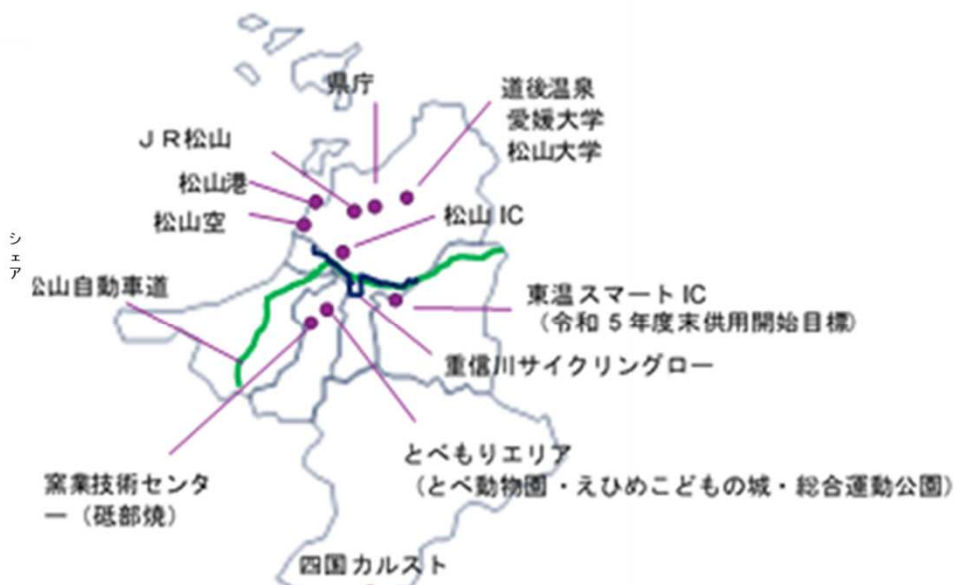 県庁
道後温泉
愛媛大学
松山大学
JR松山
松山港
松山空
松山IC
シェア
公山自動車道
東温スマートIC
(令和5年度末供用開始目標)
重信川サイクリングロー
とべもりエリア
(とべ動物園・えひめこどもの城・総合運動公園)
窯業技術センタ
ー(砥部焼)
四国カルスト